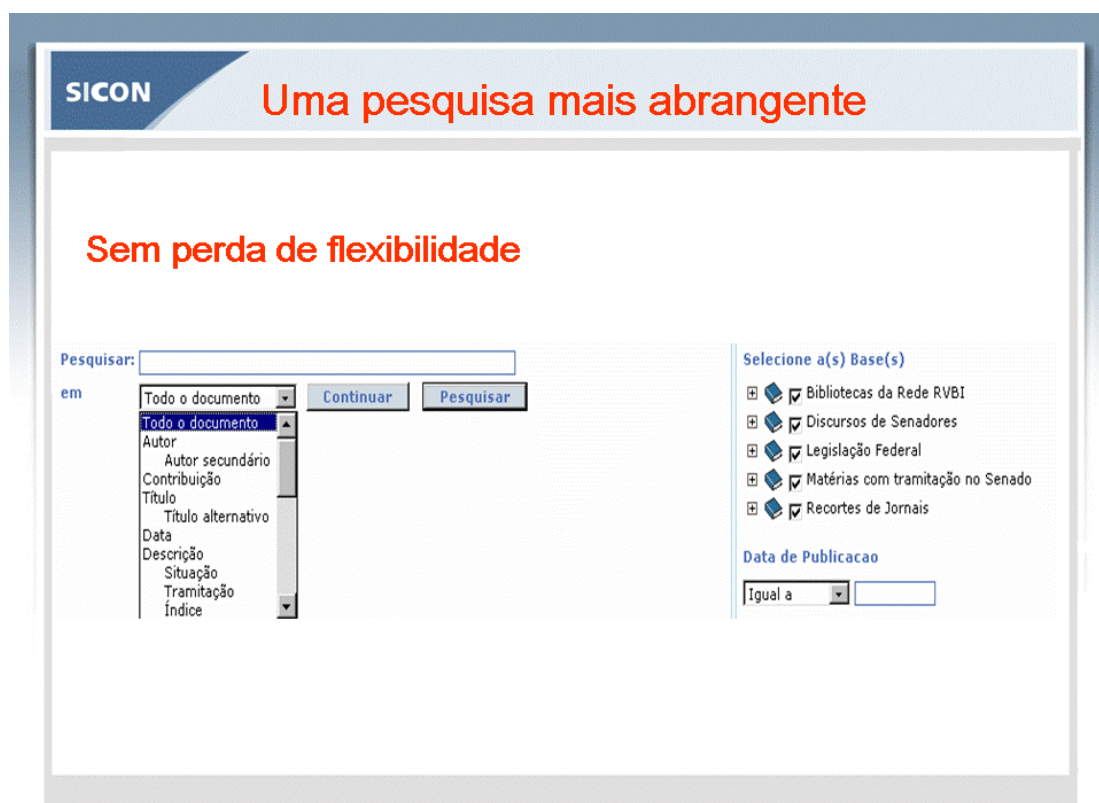 SICON
Uma pesquisa mais abrangente
Sem perda de flexibilidade
Pesquisar:
em
Todo o documento
Continuar
Pesquisar
Todo o documento
Autor
Autor secundário
Contribuição
Título
Título alternativo
Data
Descrição
Situação
Tramitação
Índice
Selecione a(s) Base(s)
Bibliotecas da Rede RVBI
Discursos de Senadores
Legislação Federal
Matérias com tramitação no Senado
Recortes de Jornais
Data de Publicacao
Igual a